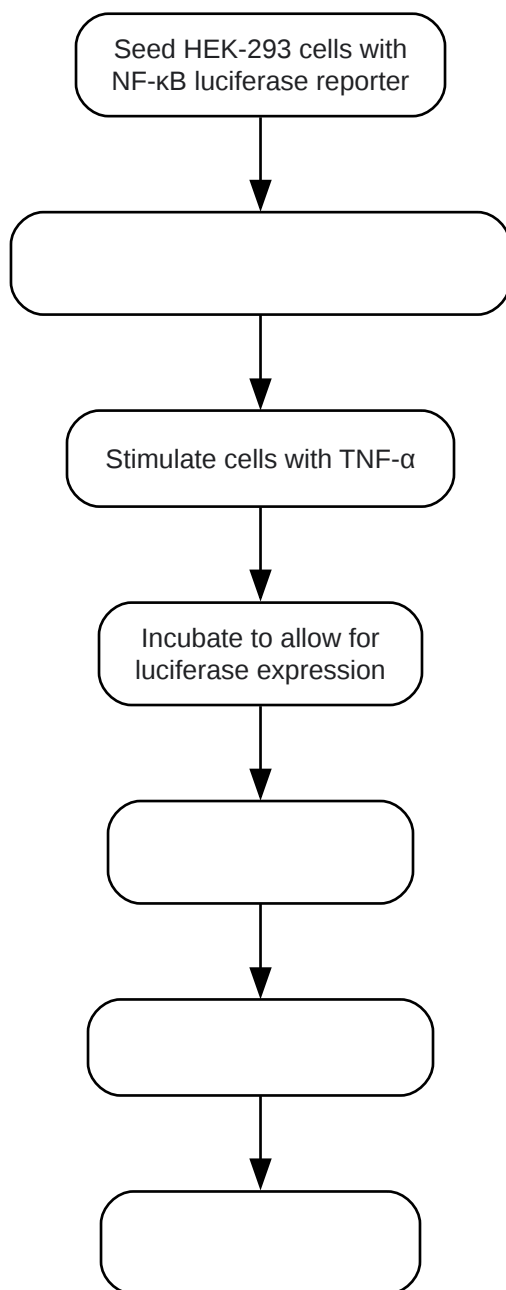 Seed HEK-293 cells with
NF-κB luciferase reporter
Stimulate cells with TNF-α
Incubate to allow for
luciferase expression